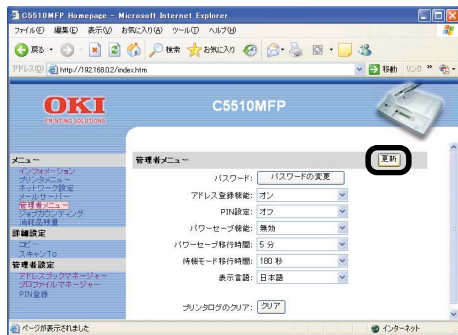 C5510MFP Homepage - Microsoft Internet Explorer
ファイル(F) 編集(E) 表示(V) お気に入り(A) ツール(T) ヘルプ(H)
戻る 検索 お気に入り
アドレス(D) http://192.168.0.2/index.htm 移動 リンク
OKI
PRINTING SOLUTIONS
C5510MFP
メニュー
インフォメーション
プリンタメニュー
ネットワーク設定
メールサーバー
管理者メニュー
ジョブカウンティング
消耗品残量
詳細設定
コピー
スキャンTo
管理者設定
アドレスブックマネージャー
プロファイルマネージャー
PIN登録
管理者メニュー 更新
パスワード: パスワードの変更
アドレス登録機能: オン
PIN設定: オフ
パワーセーブ機能: 無効
パワーセーブ移行時間: 5 分
待機モード移行時間: 180 秒
表示言語: 日本語
プリンタログのクリア: クリア
ページが表示されました インターネット